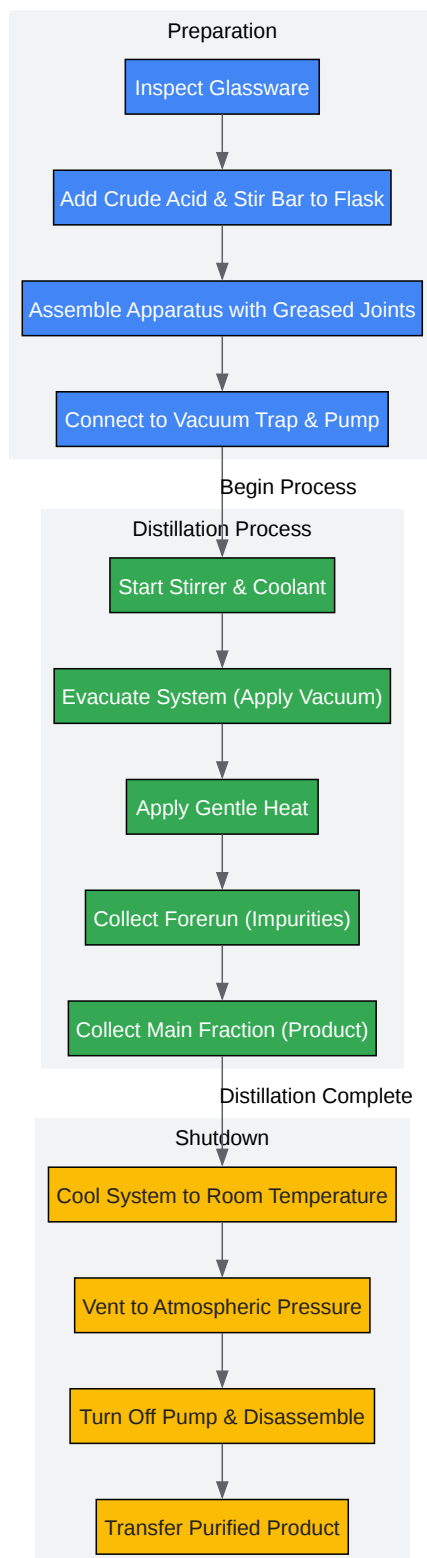 Preparation
Inspect Glassware
Add Crude Acid & Stir Bar to Flask
Assemble Apparatus with Greased Joints
Connect to Vacuum Trap & Pump
Begin Process
Distillation Process
Start Stirrer & Coolant
Evacuate System (Apply Vacuum)
Apply Gentle Heat
Collect Forerun (Impurities)
Collect Main Fraction (Product)
Distillation Complete
Shutdown
Cool System to Room Temperature
Vent to Atmospheric Pressure
Turn Off Pump & Disassemble
Transfer Purified Product